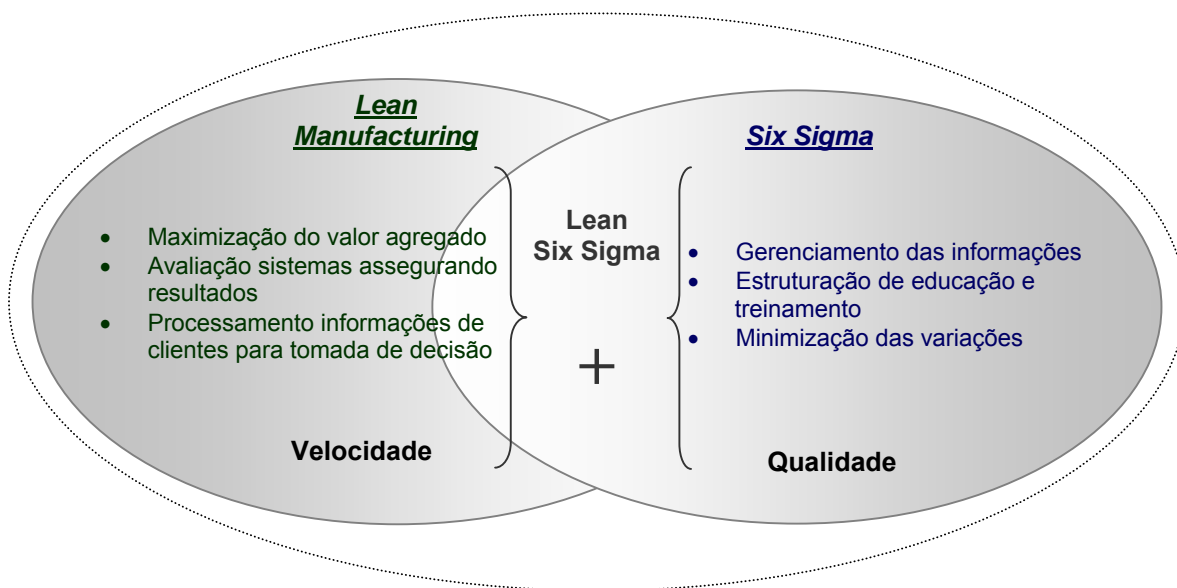 Lean
Manufacturing
• Maximização do valor agregado
• Avaliação sistemas assegurando
resultados
• Processamento informações de
clientes para tomada de decisão
Velocidade
Lean
Six Sigma
+
Six Sigma
• Gerenciamento das informações
• Estruturação de educação e
treinamento
• Minimização das variações
Qualidade